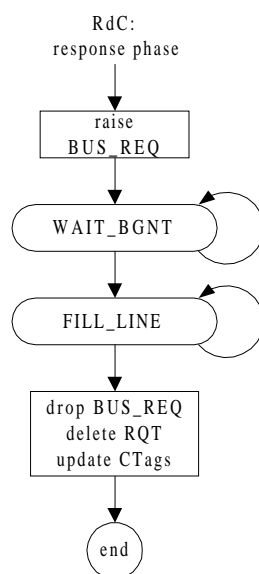 RdC:
response phase
raise
BUS_REQ
WAIT_BGNT
FILL_LINE
drop BUS_REQ
delete RQT
update CTags
end